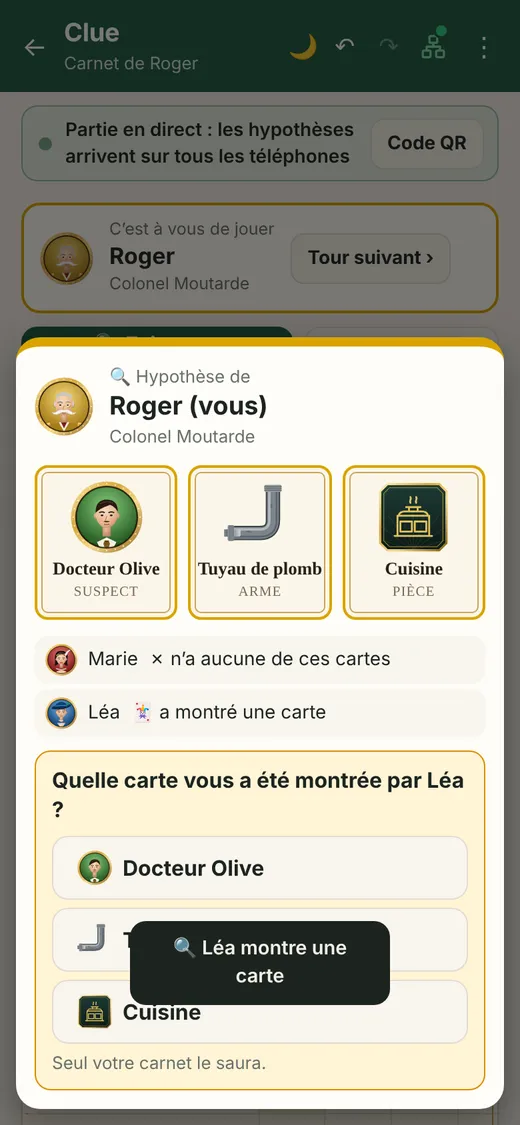 Clue
Carnet de Roger
Partie en direct : les hypothèses
arrivent sur tous les téléphones
Code QR
C'est à vous de jouer
Roger
Colonel Moutarde
Tour suivant ›
🔍 Hypothèse de
Roger (vous)
Colonel Moutarde
Docteur Olive
SUSPECT
Tuyau de plomb
ARME
Cuisine
PIÈCE
Marie × n’a aucune de ces cartes
Léa 🃏 a montré une carte
Quelle carte vous a été montrée par Léa
?
Docteur Olive
🔍 Léa montre une
carte
Cuisine
Seul votre carnet le saura.